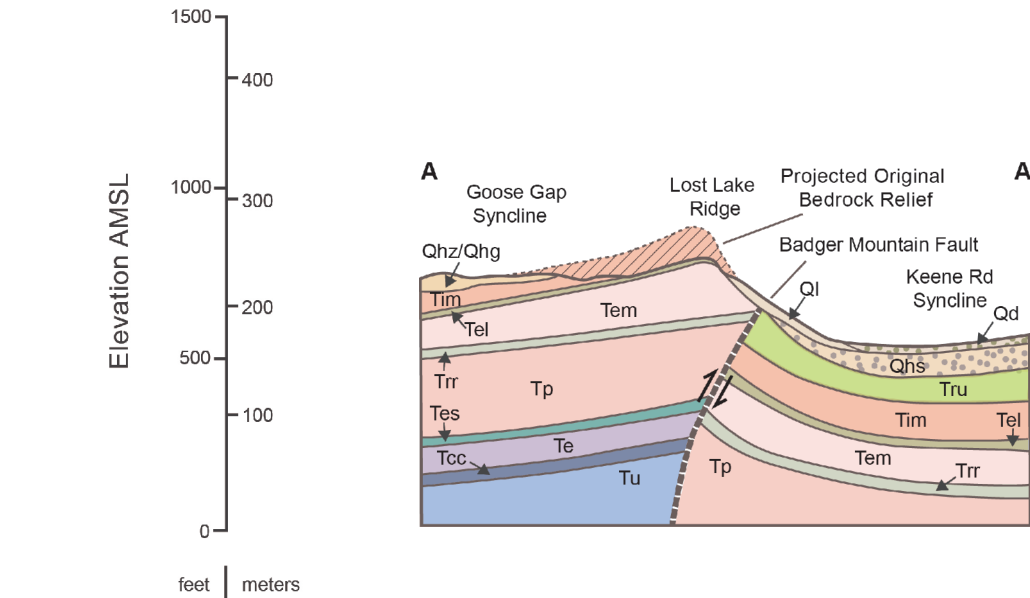 1500
400
1000
300
Elevation AMSL
200
500
100
0
feet
meters
A
A
Goose Gap
Syncline
Lost Lake
Ridge
Projected Original
Bedrock Relief
Badger Mountain Fault
Keene Rd
Syncline
Qhz/Qhg
Ql
Qd
Tim
Tel
Tem
Trr
Tp
Tes
Te
Tcc
Tu
Qhs
Tru
Tim
Tel
Tem
Trr
Tp